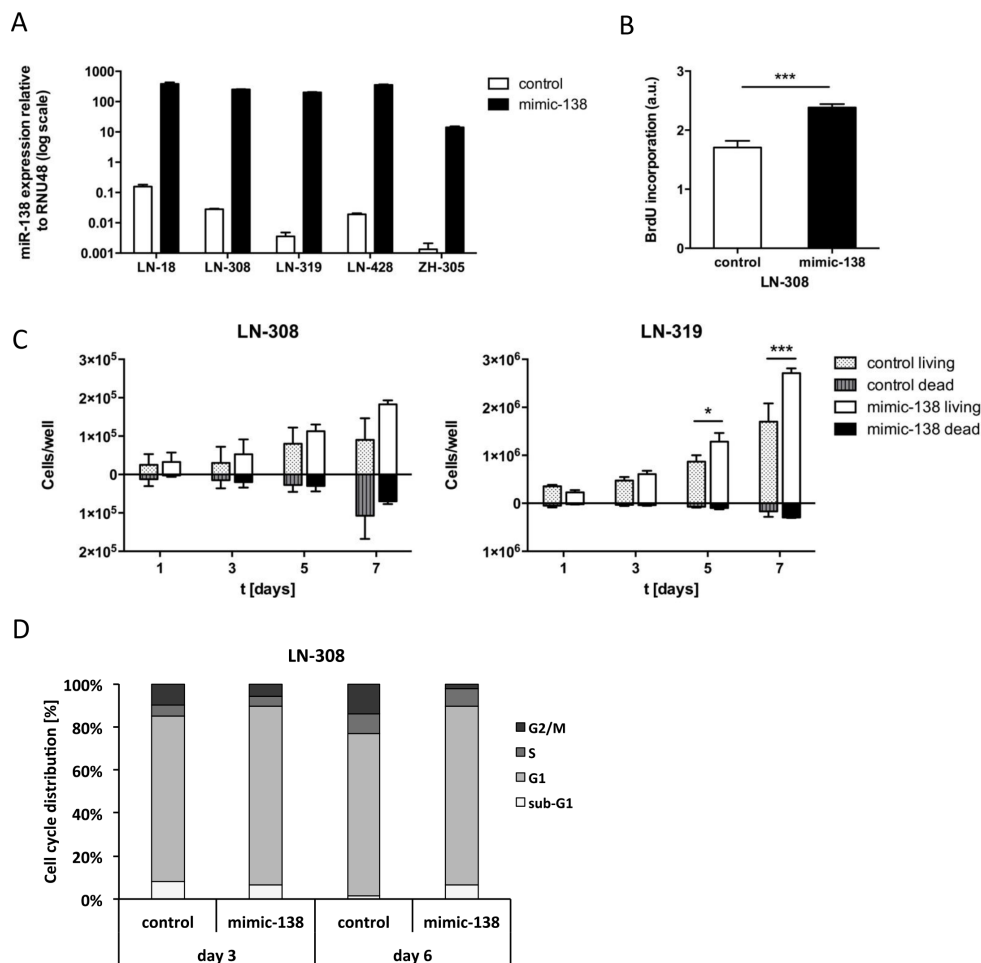 A
miR-138 expression relative
to RNU48 (log scale)
1000
100
10
1
0.1
0.01
0.001
LN-18
LN-308
LN-319
LN-428
ZH-305
control
mimic-138
B
BrdU incorporation (a.u.)
3
2
1
0
***
control
mimic-138
LN-308
C
LN-308
Cells/well
3×10⁵
2×10⁵
1×10⁵
0
1×10⁵
2×10⁵
1
3
5
7
t [days]
LN-319
Cells/well
3×10⁶
2×10⁶
1×10⁶
0
1×10⁶
*
***
1
3
5
7
t [days]
control living
control dead
mimic-138 living
mimic-138 dead
D
LN-308
Cell cycle distribution [%]
100%
80%
60%
40%
20%
0%
control
mimic-138
control
mimic-138
day 3
day 6
G2/M
S
G1
sub-G1